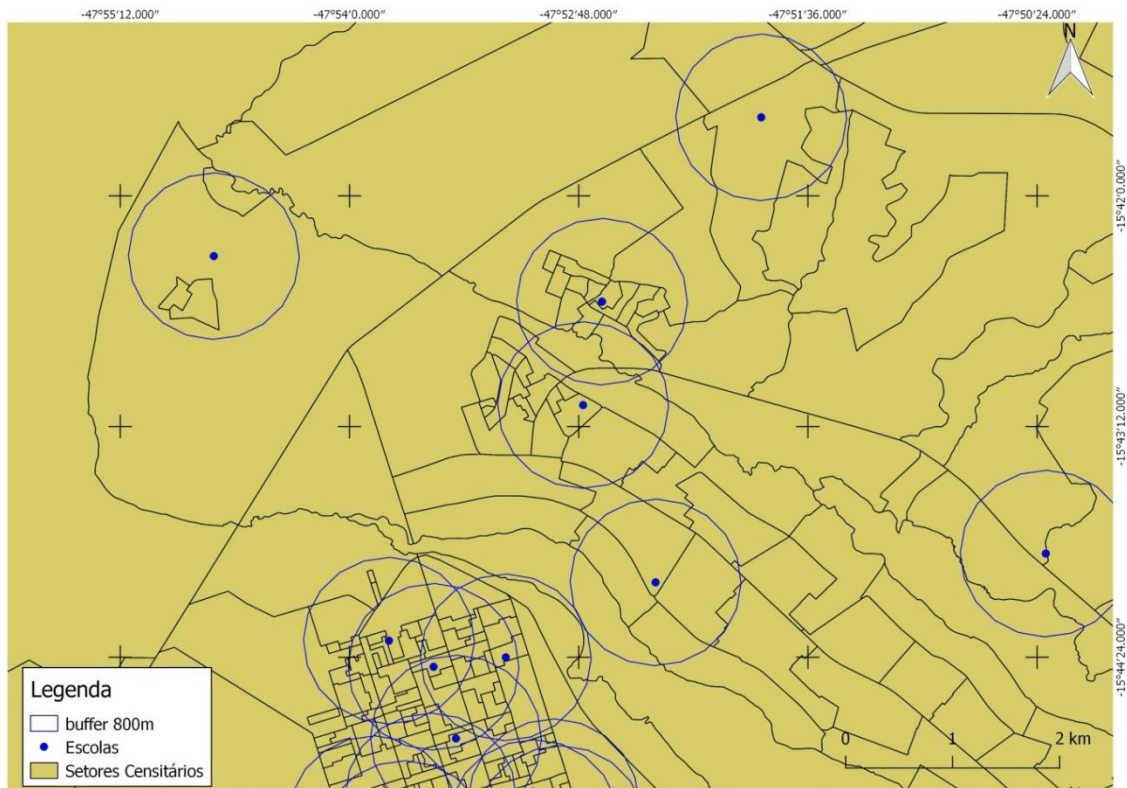 -47°55′12.000″
-47°54′0.000″
-47°52′48.000″
-47°51′36.000″
-47°50′24.000″
N
-15°42′0.000″
-15°43′12.000″
-15°44′24.000″
Legenda
buffer 800m
Escolas
Setores Censitários
0 1 2 km